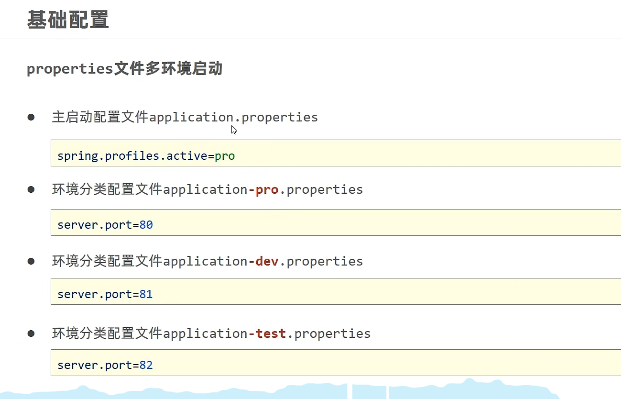 基础配置
properties文件多环境启动
● 主启动配置文件application.properties
spring.profiles.active=pro
● 环境分类配置文件application-pro.properties
server.port=80
● 环境分类配置文件application-dev.properties
server.port=81
● 环境分类配置文件application-test.properties
server.port=82